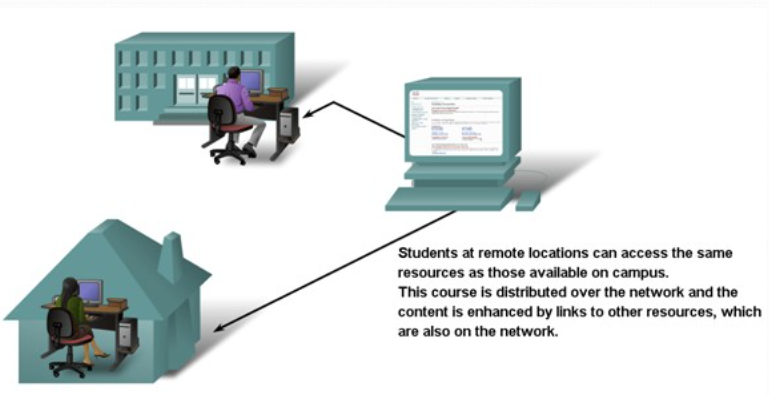 Students at remote locations can access the same
resources as those available on campus.
This course is distributed over the network and the
content is enhanced by links to other resources, which
are also on the network.